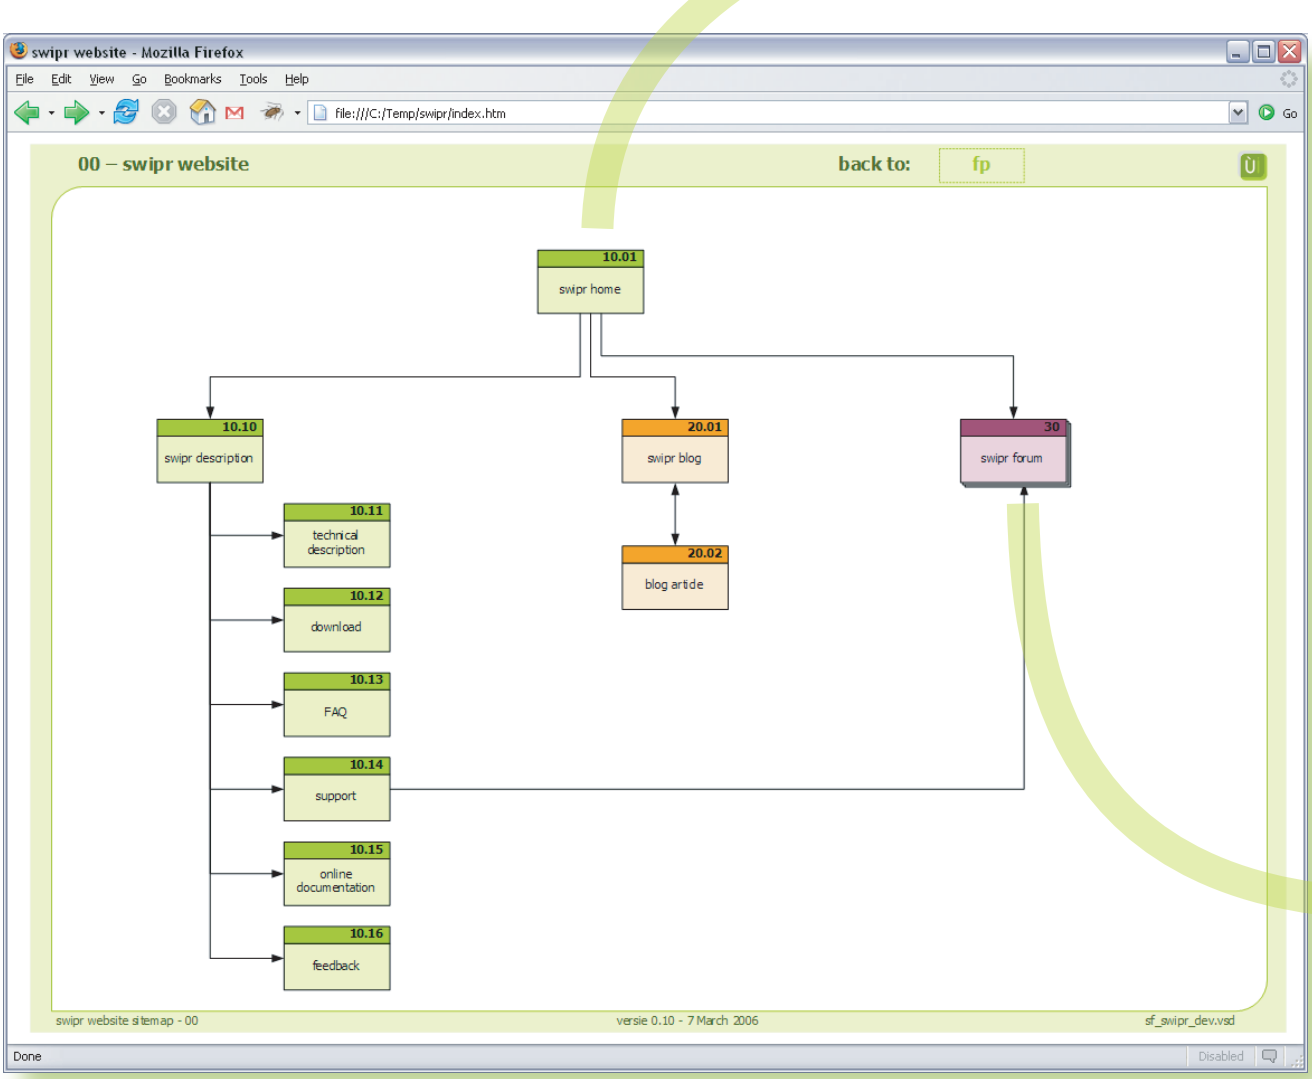 swipr website - Mozilla Firefox
File Edit View Go Bookmarks Tools Help
file:///C:/Temp/swipr/index.htm
Go
00 – swipr website
back to:
fp
Ù
10.01
swipr home
10.10
swipr description
20.01
swipr blog
30
swipr forum
10.11
technical
description
20.02
blog article
10.12
download
10.13
FAQ
10.14
support
10.15
online
documentation
10.16
feedback
swipr website sitemap - 00
versie 0.10 - 7 March 2006
sf_swipr_dev.vsd
Done
Disabled